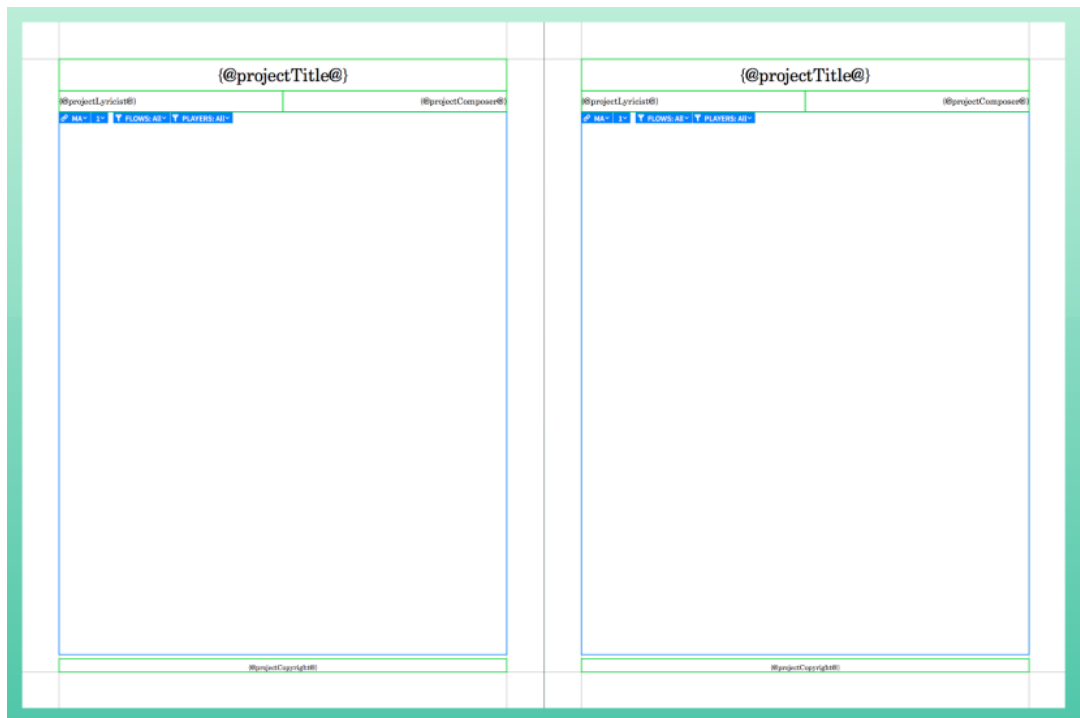 {@projectTitle@}
{@projectLyricist@}
{@projectComposer@}
MA 1 FLOWS: All PLAYERS: All
{@projectCopyright@}
{@projectTitle@}
{@projectLyricist@}
{@projectComposer@}
MA 1 FLOWS: All PLAYERS: All
{@projectCopyright@}